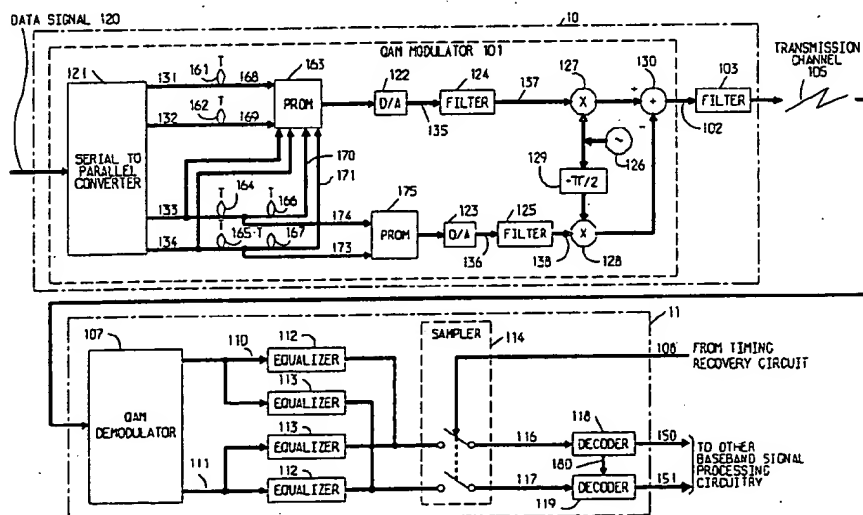 DATA SIGNAL 120
10
QAM MODULATOR 101
TRANSMISSION
CHANNEL
105
121
131
161
T
168
163
PROM
122
D/A
124
FILTER
137
127
X
130
+
+
103
FILTER
132
162
T
169
135
102
-
126
SERIAL TO
PARALLEL
CONVERTER
170
171
129
-π/2
133
T
164
T
166
174
175
PROM
123
D/A
125
FILTER
X
134
165
T
167
173
136
138
128
107
QAM
DEMODULATOR
110
112
EQUALIZER
113
EQUALIZER
113
EQUALIZER
112
EQUALIZER
111
SAMPLER
114
11
108
FROM TIMING
RECOVERY CIRCUIT
116
118
DECODER
150
180
117
DECODER
119
151
TO OTHER
BASEBAND SIGNAL
PROCESSING
CIRCUITRY